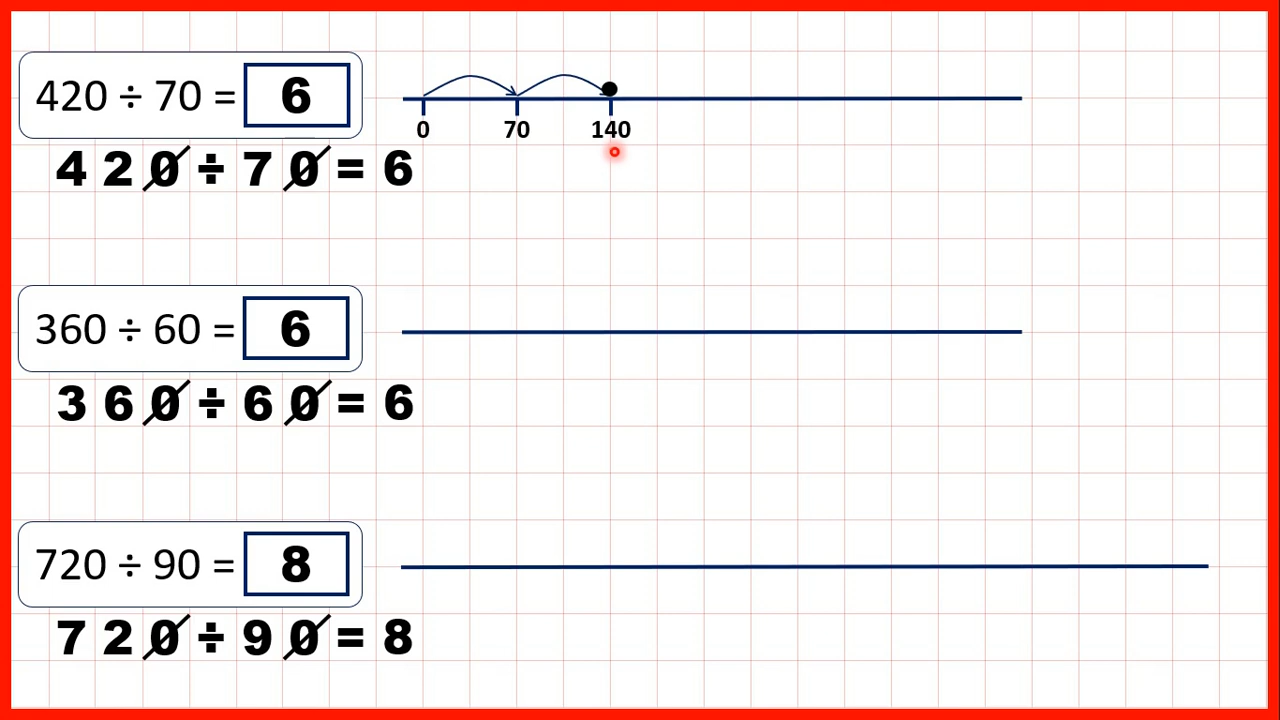 420 ÷ 70 = 6
0 70 140
4 2 0 ÷ 7 0 = 6
360 ÷ 60 = 6
3 6 0 ÷ 6 0 = 6
720 ÷ 90 = 8
7 2 0 ÷ 9 0 = 8